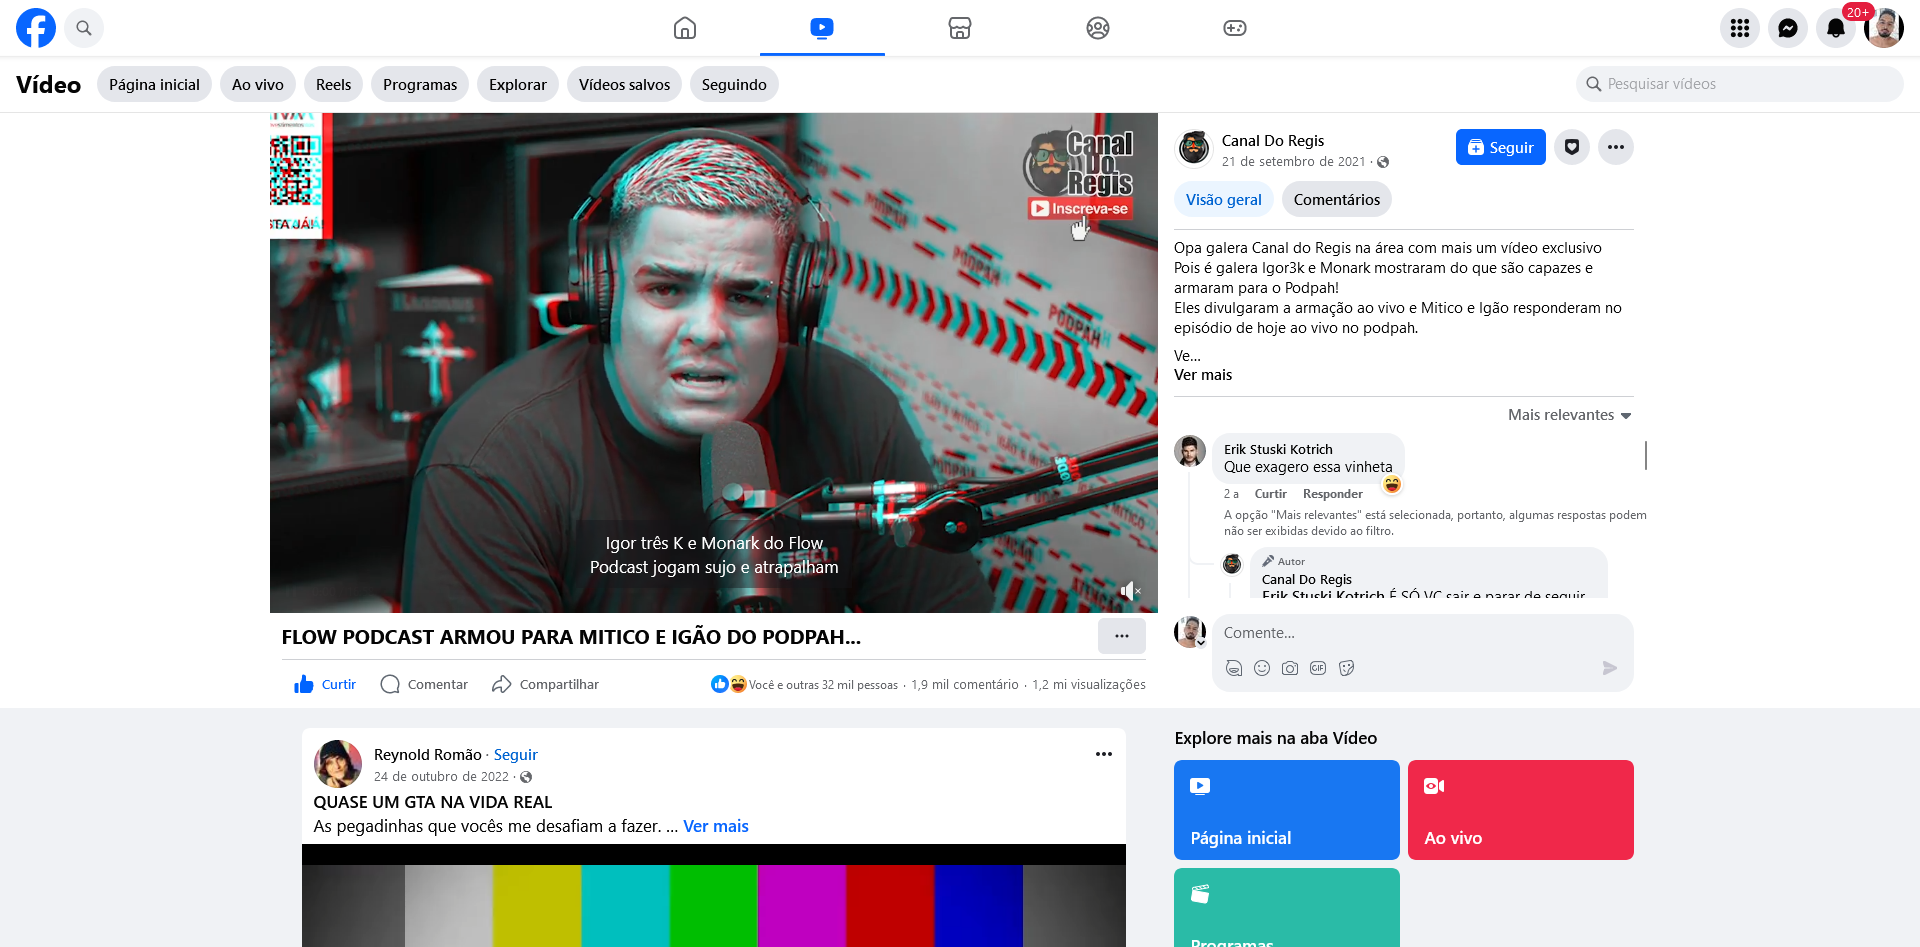 20+
Vídeo
Página inicial
Ao vivo
Reels
Programas
Explorar
Vídeos salvos
Seguindo
Pesquisar vídeos
STA JÁ!
Canal
Do
Regis
Inscreva-se
PODPAH
PODPAH
PODPAH
Igor três K e Monark do Flow
Podcast jogam sujo e atrapalham
FLOW PODCAST ARMOU PARA MITICO E IGÃO DO PODPAH...
Curtir
Comentar
Compartilhar
Você e outras 32 mil pessoas · 1,9 mil comentário · 1,2 mi visualizações
Canal Do Regis
21 de setembro de 2021 ·
Seguir
Visão geral
Comentários
Opa galera Canal do Regis na área com mais um vídeo exclusivo
Pois é galera Igor3k e Monark mostraram do que são capazes e
armaram para o Podpah!
Eles divulgaram a armação ao vivo e Mitico e Igão responderam no
episódio de hoje ao vivo no podpah.
Ve...
Ver mais
Mais relevantes
Erik Stuski Kotrich
Que exagero essa vinheta
2 a Curtir Responder
A opção "Mais relevantes" está selecionada, portanto, algumas respostas podem
não ser exibidas devido ao filtro.
Autor
Canal Do Regis
Erik Stuski Kotrich É SÓ VC sair e parar de seguir
Comente...
GIF
Reynold Romão · Seguir
24 de outubro de 2022 ·
QUASE UM GTA NA VIDA REAL
As pegadinhas que vocês me desafiam a fazer. ... Ver mais
Explore mais na aba Vídeo
Página inicial
Ao vivo
Programas